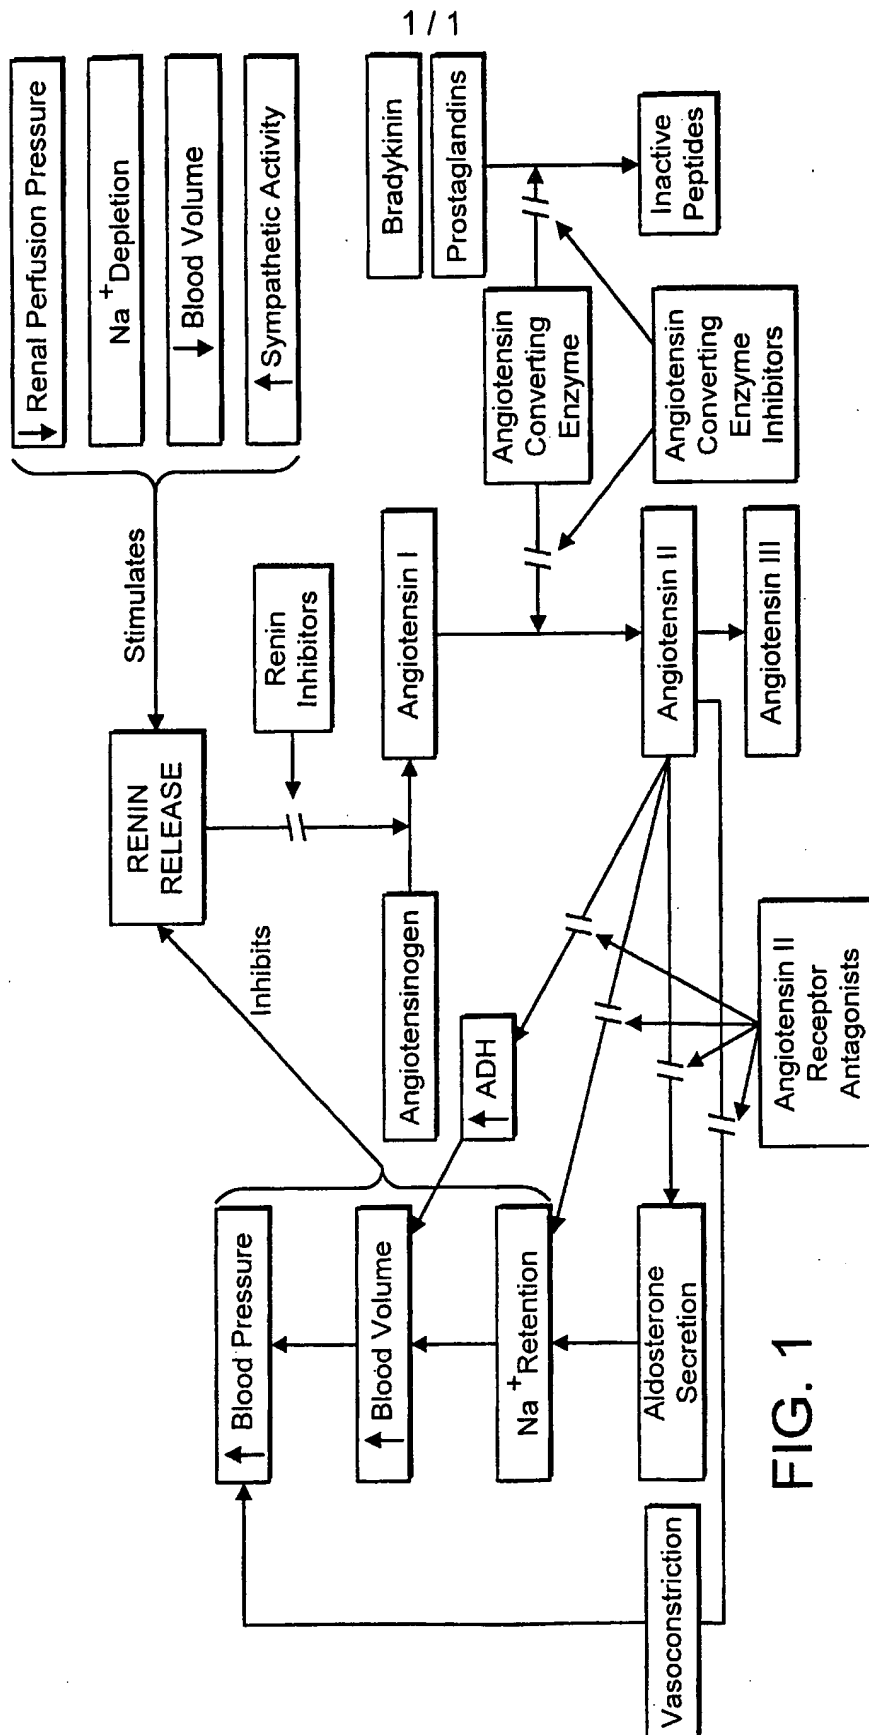 1 / 1
↓ Renal Perfusion Pressure
Na⁺ Depletion
↓ Blood Volume
↑ Sympathetic Activity
Stimulates
RENIN
RELEASE
Inhibits
Renin
Inhibitors
↑ Blood Pressure
↑ Blood Volume
Na⁺ Retention
Aldosterone
Secretion
Vasoconstriction
↑ ADH
Angiotensinogen
Angiotensin I
Angiotensin II
Angiotensin III
Angiotensin
Converting
Enzyme
Bradykinin
Prostaglandins
Inactive
Peptides
Angiotensin
Converting
Enzyme
Inhibitors
Angiotensin II
Receptor
Antagonists
FIG. 1